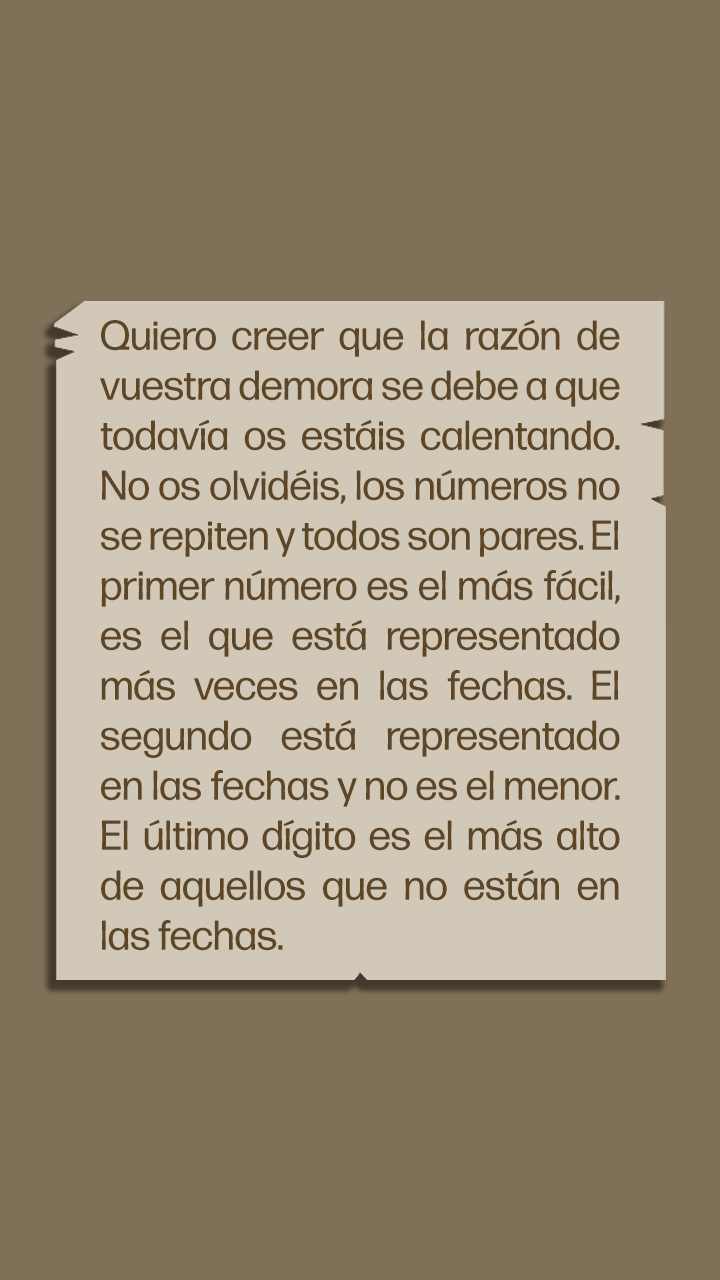 Quiero creer que la razón de
vuestra demora se debe a que
todavía os estáis calentando.
No os olvidéis, los números no
se repiten y todos son pares. El
primer número es el más fácil,
es el que está representado
más veces en las fechas. El
segundo está representado
en las fechas y no es el menor.
El último dígito es el más alto
de aquellos que no están en
las fechas.